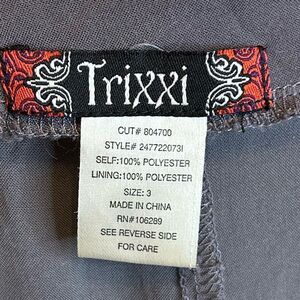 Trixxi
CUT# 804700
STYLE# 247722073I
SELF:100% POLYESTER
LINING:100% POLYESTER
SIZE: 3
MADE IN CHINA
RN#106289
SEE REVERSE SIDE
FOR CARE